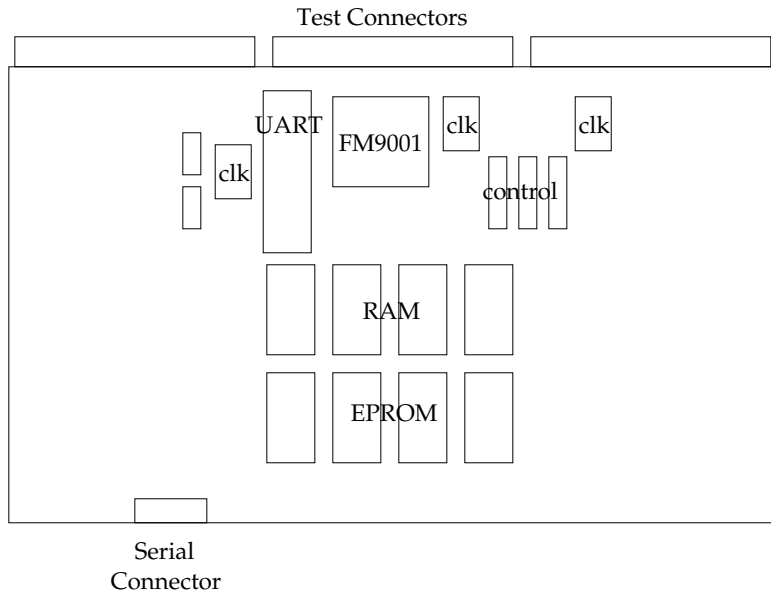 Test Connectors
UART
FM9001
clk
clk
clk
control
RAM
EPROM
Serial
Connector